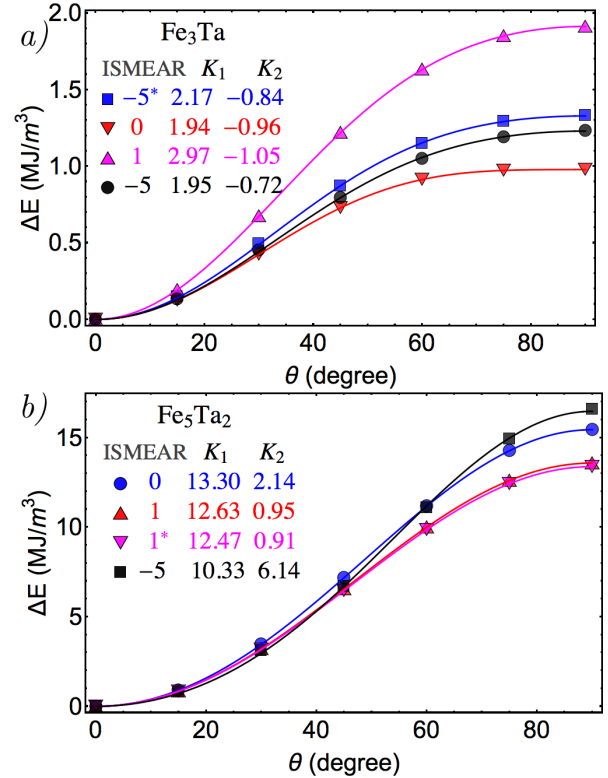 a) Fe₃Ta
ISMEAR K₁ K₂
−5* 2.17 −0.84
0 1.94 −0.96
1 2.97 −1.05
−5 1.95 −0.72
2.0
1.5
1.0
0.5
0.0
ΔE (MJ/m³)
0 20 40 60 80
θ (degree)
b) Fe₅Ta₂
ISMEAR K₁ K₂
0 13.30 2.14
1 12.63 0.95
1* 12.47 0.91
−5 10.33 6.14
15
10
5
0
ΔE (MJ/m³)
0 20 40 60 80
θ (degree)